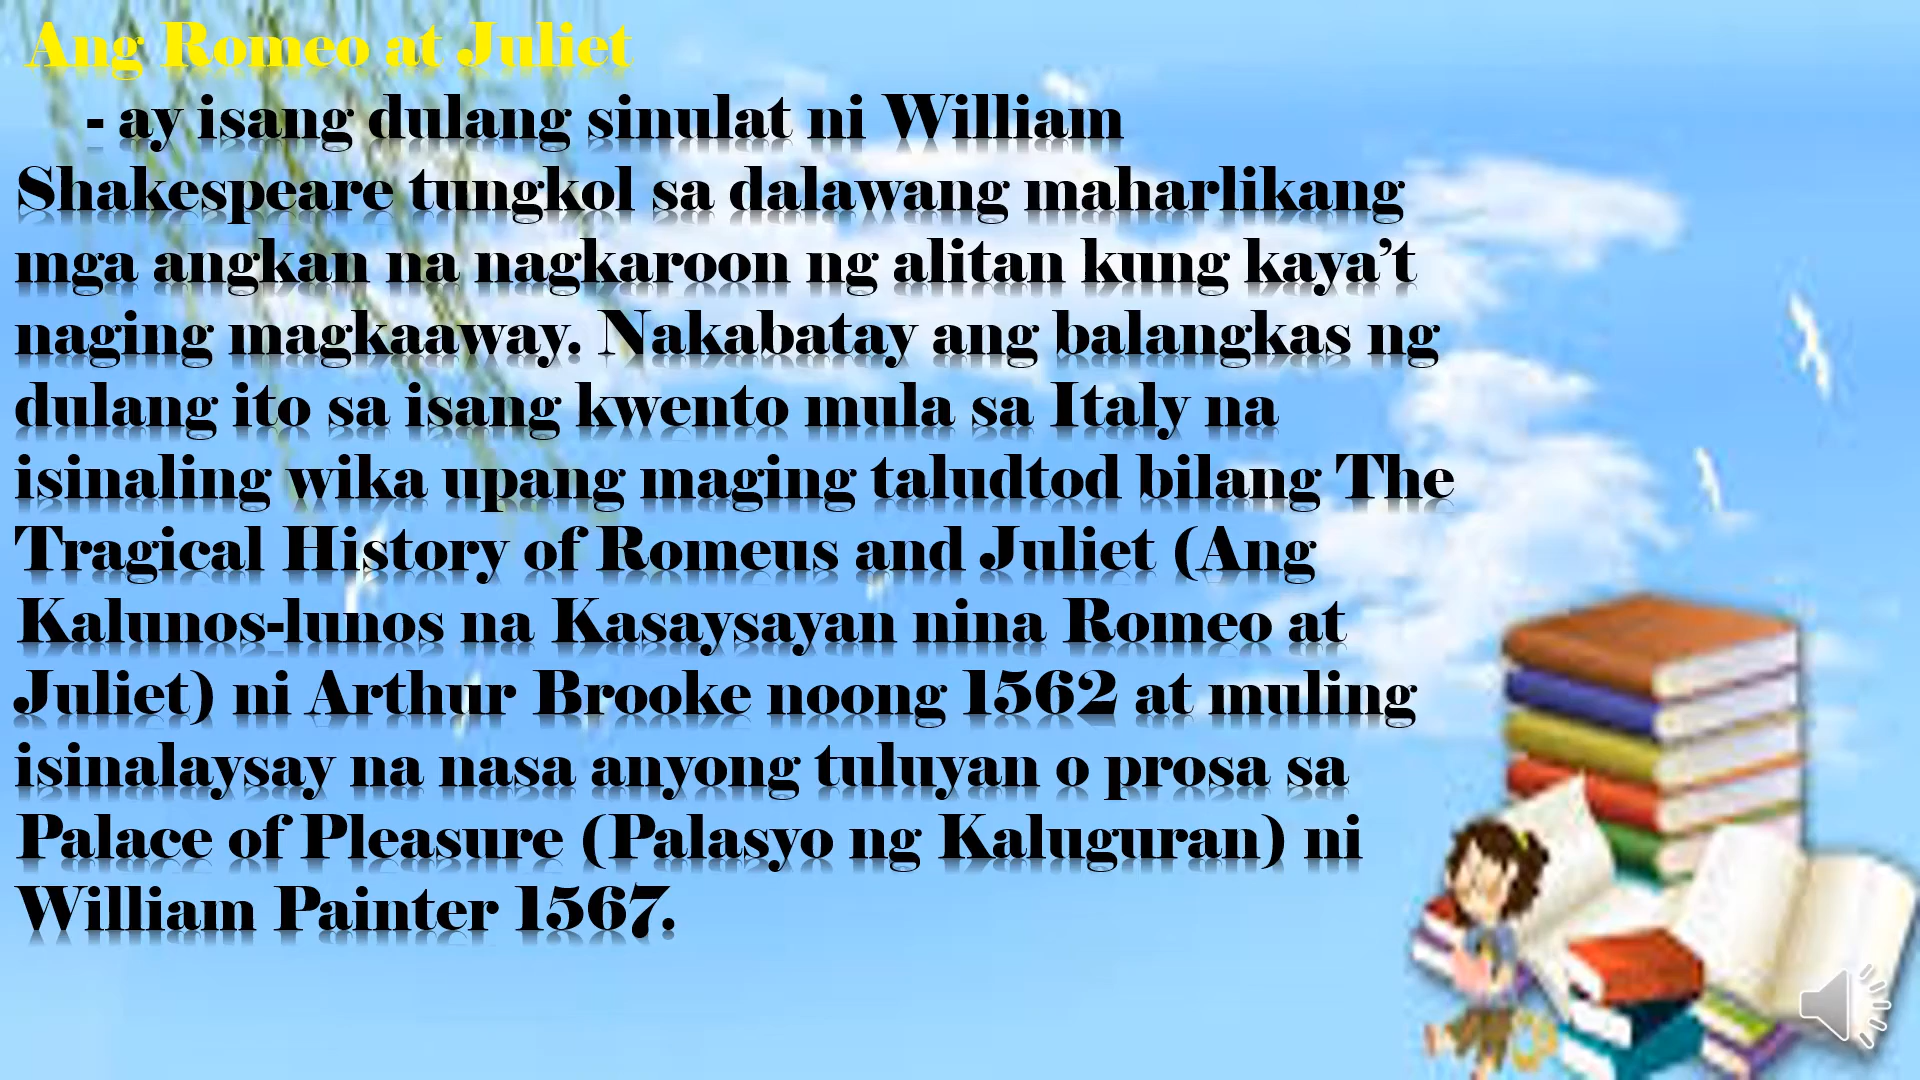 Ang Romeo at Juliet
- ay isang dulang sinulat ni William
Shakespeare tungkol sa dalawang maharlikang
mga angkan na nagkaroon ng alitan kung kaya’t
naging magkaaway. Nakabatay ang balangkas ng
dulang ito sa isang kwento mula sa Italy na
isinaling wika upang maging taludtod bilang The
Tragical History of Romeus and Juliet (Ang
Kalunos-lunos na Kasaysayan nina Romeo at
Juliet) ni Arthur Brooke noong 1562 at muling
isinalaysay na nasa anyong tuluyan o prosa sa
Palace of Pleasure (Palasyo ng Kaluguran) ni
William Painter 1567.